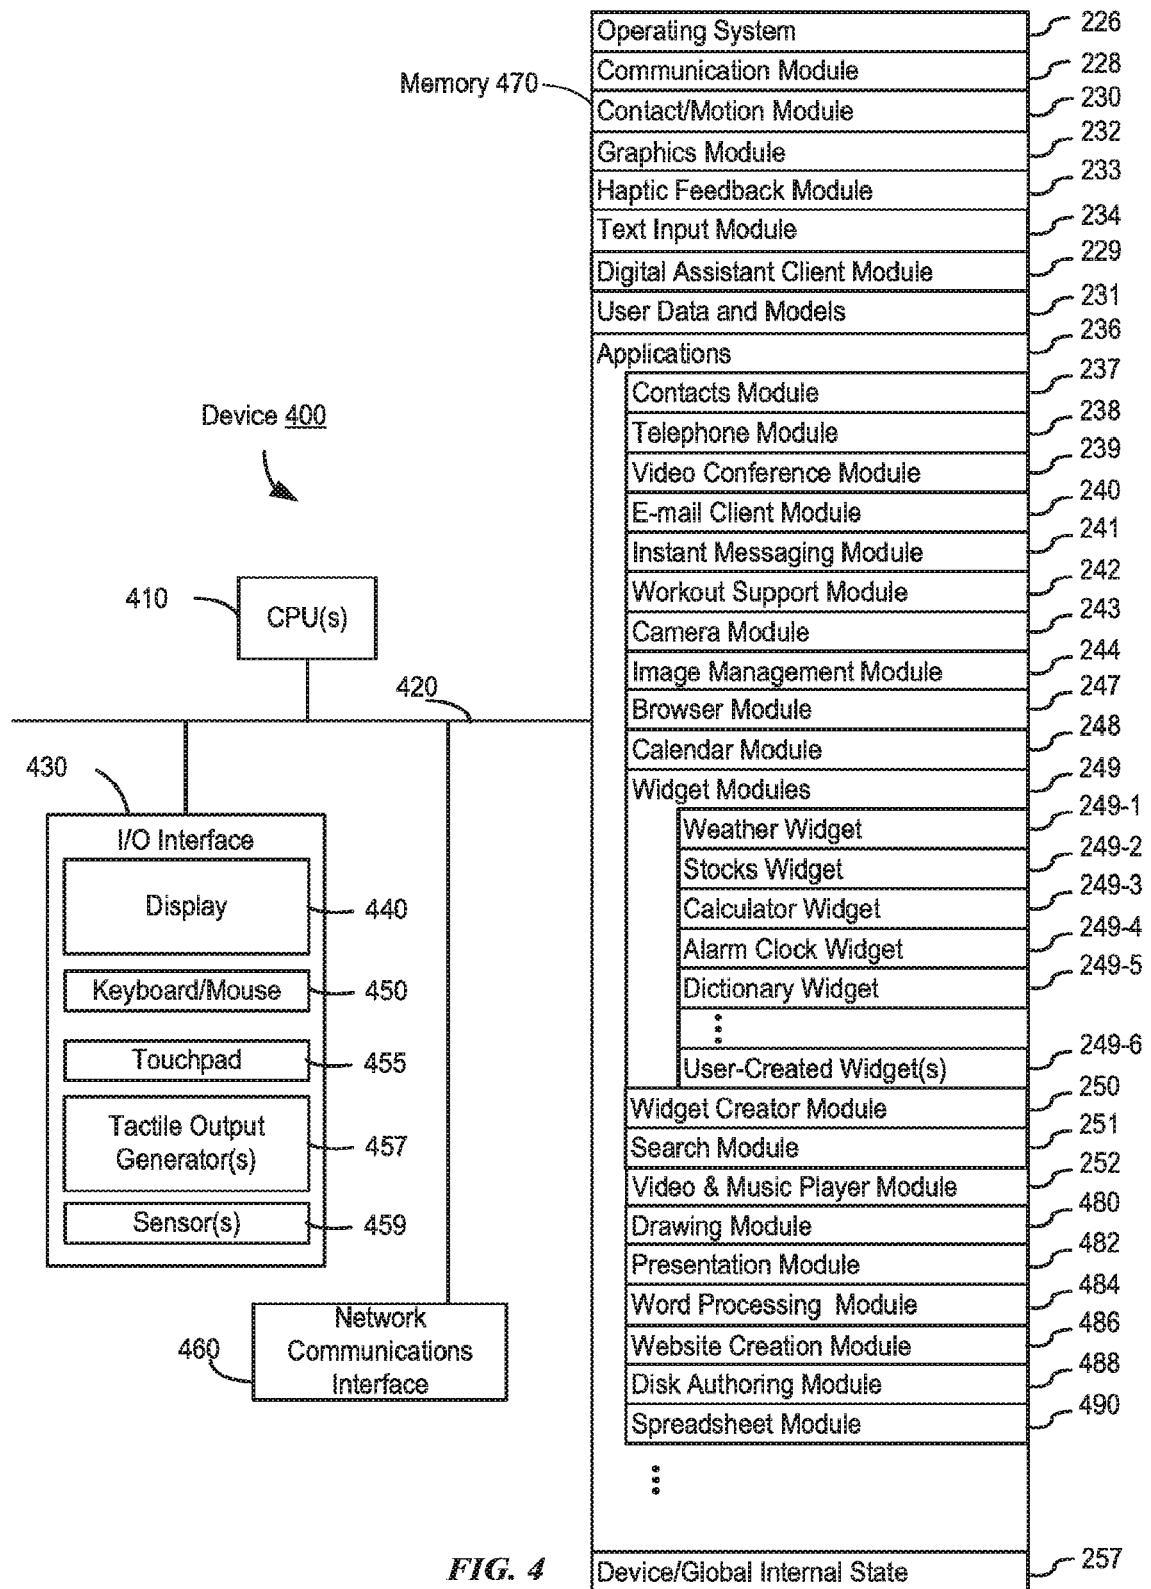 Memory 470
Operating System 226
Communication Module 228
Contact/Motion Module 230
Graphics Module 232
Haptic Feedback Module 233
Text Input Module 234
Digital Assistant Client Module 229
User Data and Models 231
Applications 236
Contacts Module 237
Telephone Module 238
Video Conference Module 239
E-mail Client Module 240
Instant Messaging Module 241
Workout Support Module 242
Camera Module 243
Image Management Module 244
Browser Module 247
Calendar Module 248
Widget Modules 249
Weather Widget 249-1
Stocks Widget 249-2
Calculator Widget 249-3
Alarm Clock Widget 249-4
Dictionary Widget 249-5
User-Created Widget(s) 249-6
Widget Creator Module 250
Search Module 251
Video & Music Player Module 252
Drawing Module 480
Presentation Module 482
Word Processing Module 484
Website Creation Module 486
Disk Authoring Module 488
Spreadsheet Module 490
Device/Global Internal State 257
Device 400
410
CPU(s)
420
430
I/O Interface
Display 440
Keyboard/Mouse 450
Touchpad 455
Tactile Output
Generator(s) 457
Sensor(s) 459
460
Network
Communications
Interface
FIG. 4